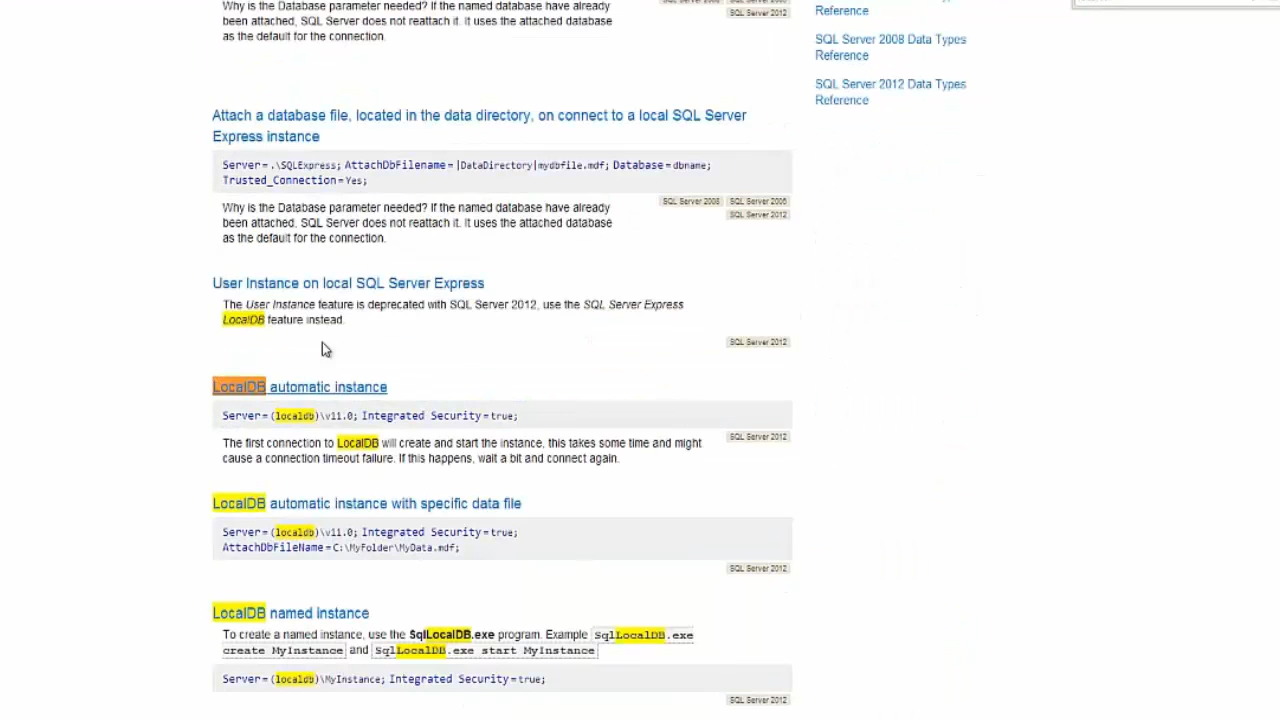 Why is the Database parameter needed? If the named database have already
been attached, SQL Server does not reattach it. It uses the attached database
as the default for the connection.
SQL Server 2012
Reference
SQL Server 2008 Data Types
Reference
SQL Server 2012 Data Types
Reference
Attach a database file, located in the data directory, on connect to a local SQL Server
Express instance
Server=.\SQLExpress; AttachDbFilename=|DataDirectory|mydbfile.mdf; Database=dbname;
Trusted_Connection=Yes;
Why is the Database parameter needed? If the named database have already
been attached, SQL Server does not reattach it. It uses the attached database
as the default for the connection.
SQL Server 2008 SQL Server 2005
SQL Server 2012
User Instance on local SQL Server Express
The User Instance feature is deprecated with SQL Server 2012, use the SQL Server Express
LocalDB feature instead.
SQL Server 2012
LocalDB automatic instance
Server=(localdb)\v11.0; Integrated Security=true;
The first connection to LocalDB will create and start the instance, this takes some time and might
cause a connection timeout failure. If this happens, wait a bit and connect again.
SQL Server 2012
LocalDB automatic instance with specific data file
Server=(localdb)\v11.0; Integrated Security=true;
AttachDbFileName=C:\MyFolder\MyData.mdf;
SQL Server 2012
LocalDB named instance
To create a named instance, use the SqlLocalDB.exe program. Example SqlLocalDB.exe
create MyInstance and SqlLocalDB.exe start MyInstance
Server=(localdb)\MyInstance; Integrated Security=true;
SQL Server 2012